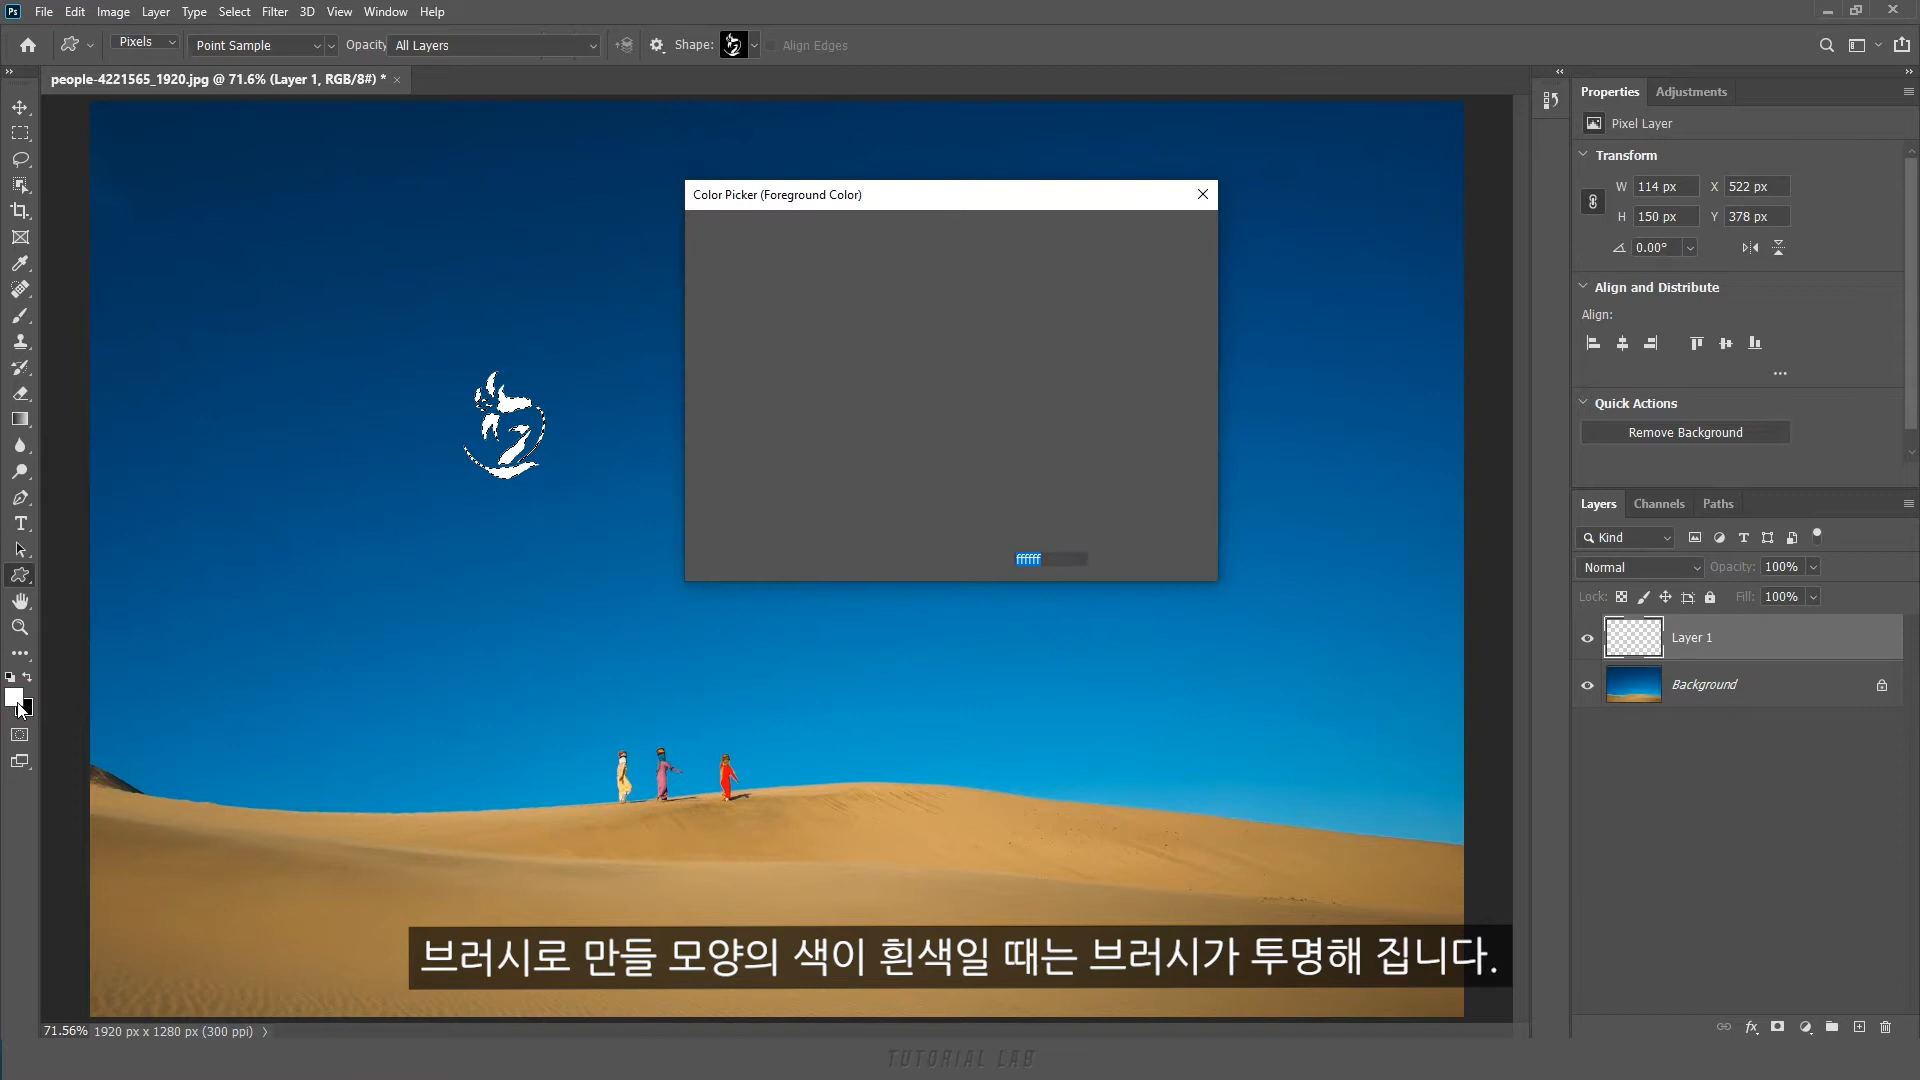 Ps File Edit Image Layer Type Select Filter 3D View Window Help
Pixels Point Sample Opacity All Layers Shape: Align Edges
people-4221565_1920.jpg @ 71.6% (Layer 1, RGB/8#) * ×
Properties Adjustments
Pixel Layer
Transform
W 114 px X 522 px
H 150 px Y 378 px
0.00°
Align and Distribute
Align:
Quick Actions
Remove Background
Color Picker (Foreground Color)
ffffff
Layers Channels Paths
Kind
Normal Opacity: 100%
Lock: Fill: 100%
Layer 1
Background
브러시로 만들 모양의 색이 흰색일 때는 브러시가 투명해 집니다.
71.56% 1920 px x 1280 px (300 ppi)
TUTORIAL LAB